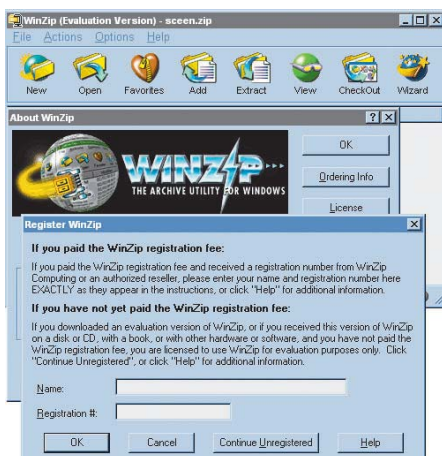 WinZip (Evaluation Version) - sceen.zip
File Actions Options Help
New Open Favorites Add Extract View CheckOut Wizard
About WinZip
OK
WINZIP
THE ARCHIVE UTILITY FOR WINDOWS
Ordering Info
License
Register WinZip
If you paid the WinZip registration fee:
If you paid the WinZip registration fee and received a registration number from WinZip
Computing or an authorized reseller, please enter your name and registration number here
EXACTLY as they appear in the instructions, or click "Help" for additional information.
If you have not yet paid the WinZip registration fee:
If you downloaded an evaluation version of WinZip, or if you received this version of WinZip
on a disk or CD, with a book, or with other hardware or software, and you have not paid the
WinZip registration fee, you are licensed to use WinZip for evaluation purposes only. Click
"Continue Unregistered", or click "Help" for additional information.
Name:
Registration #:
OK Cancel Continue Unregistered Help